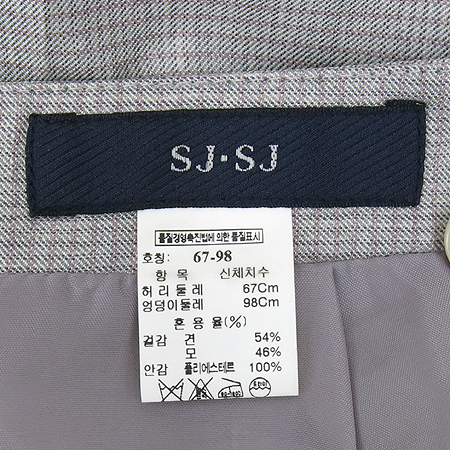 SJ·SJ
품질경영촉진법에 의한 품질표시
호칭: 67-98
항 목 신체치수
허리둘레 67Cm
엉덩이둘레 98Cm
혼 용 율(%)
겉감 견 54%
모 46%
안감 폴리에스테르 100%